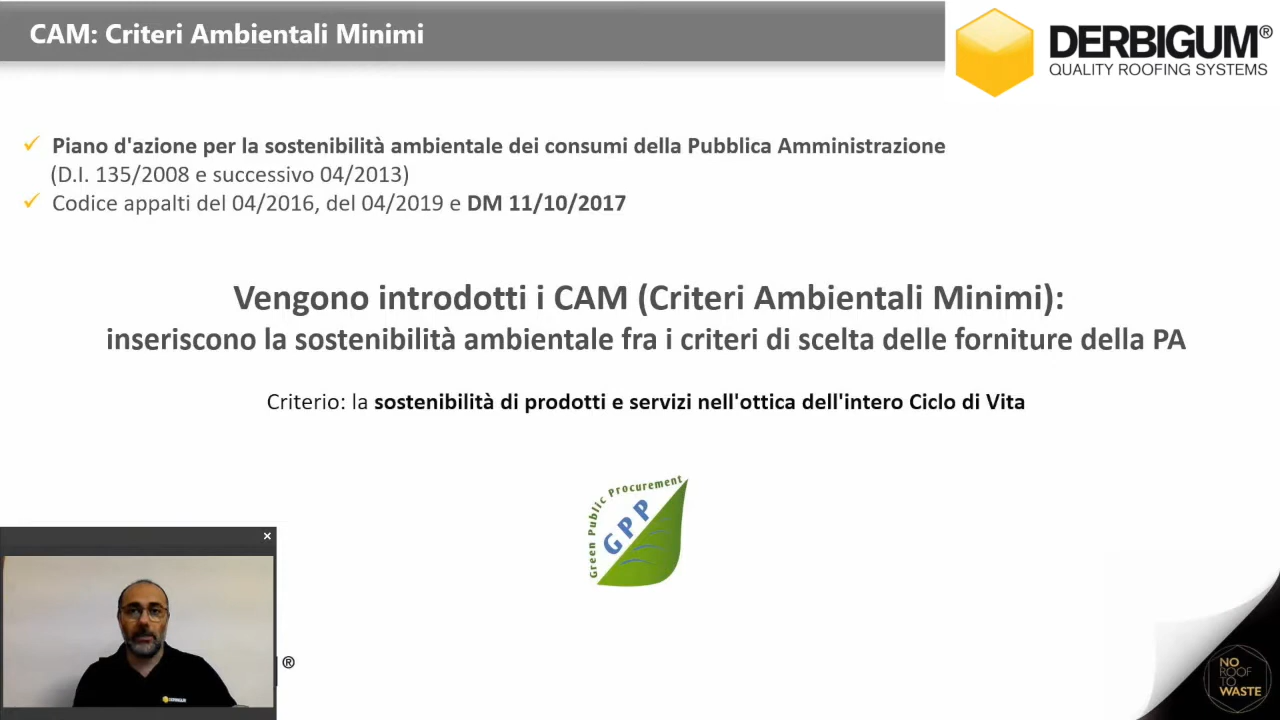 CAM: Criteri Ambientali Minimi
DERBIGUM®
QUALITY ROOFING SYSTEMS
✓ Piano d'azione per la sostenibilità ambientale dei consumi della Pubblica Amministrazione
(D.I. 135/2008 e successivo 04/2013)
✓ Codice appalti del 04/2016, del 04/2019 e DM 11/10/2017
Vengono introdotti i CAM (Criteri Ambientali Minimi):
inseriscono la sostenibilità ambientale fra i criteri di scelta delle forniture della PA
Criterio: la sostenibilità di prodotti e servizi nell'ottica dell'intero Ciclo di Vita
Green Public Procurement
GPP
DERBIGUM
®
NO
ROOF
TO
WASTE